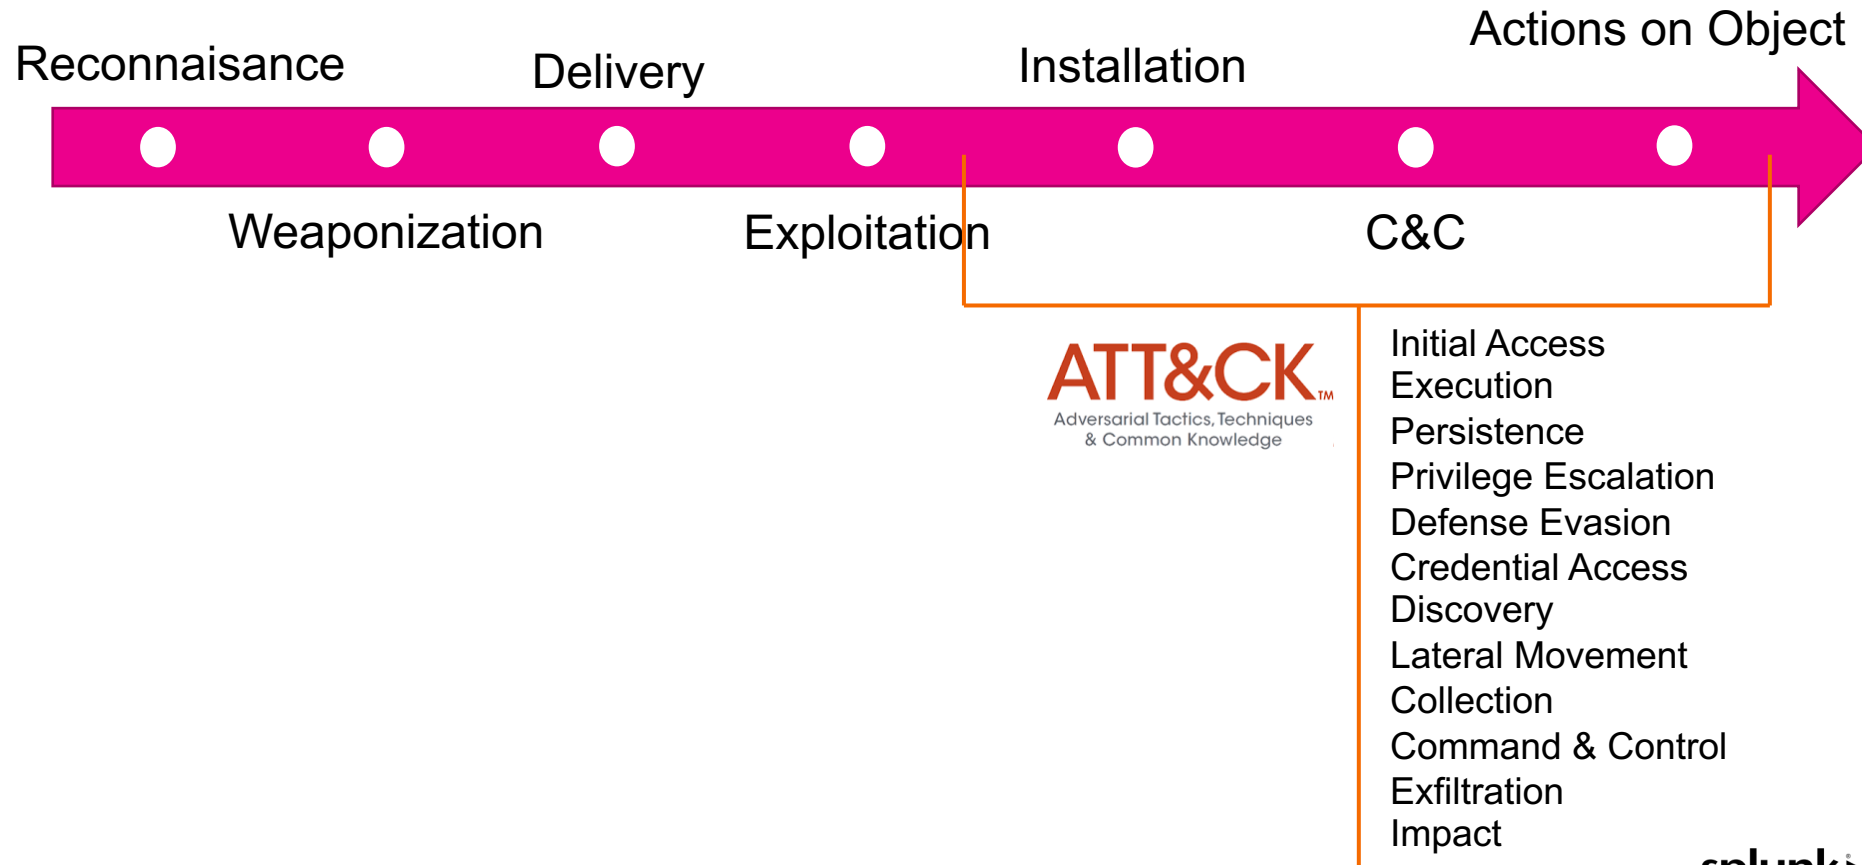 Reconnaisance
Delivery
Installation
Actions on Object
Weaponization
Exploitation
C&C
ATT&CK™
Adversarial Tactics, Techniques
& Common Knowledge
Initial Access
Execution
Persistence
Privilege Escalation
Defense Evasion
Credential Access
Discovery
Lateral Movement
Collection
Command & Control
Exfiltration
Impact
splunk>